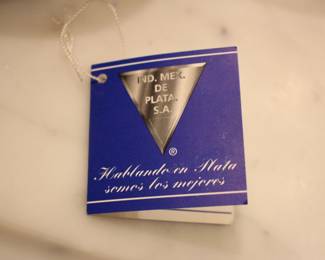 IND. MEX.
DE
PLATA.
S.A.
®
Hablando en Plata
somos los mejores